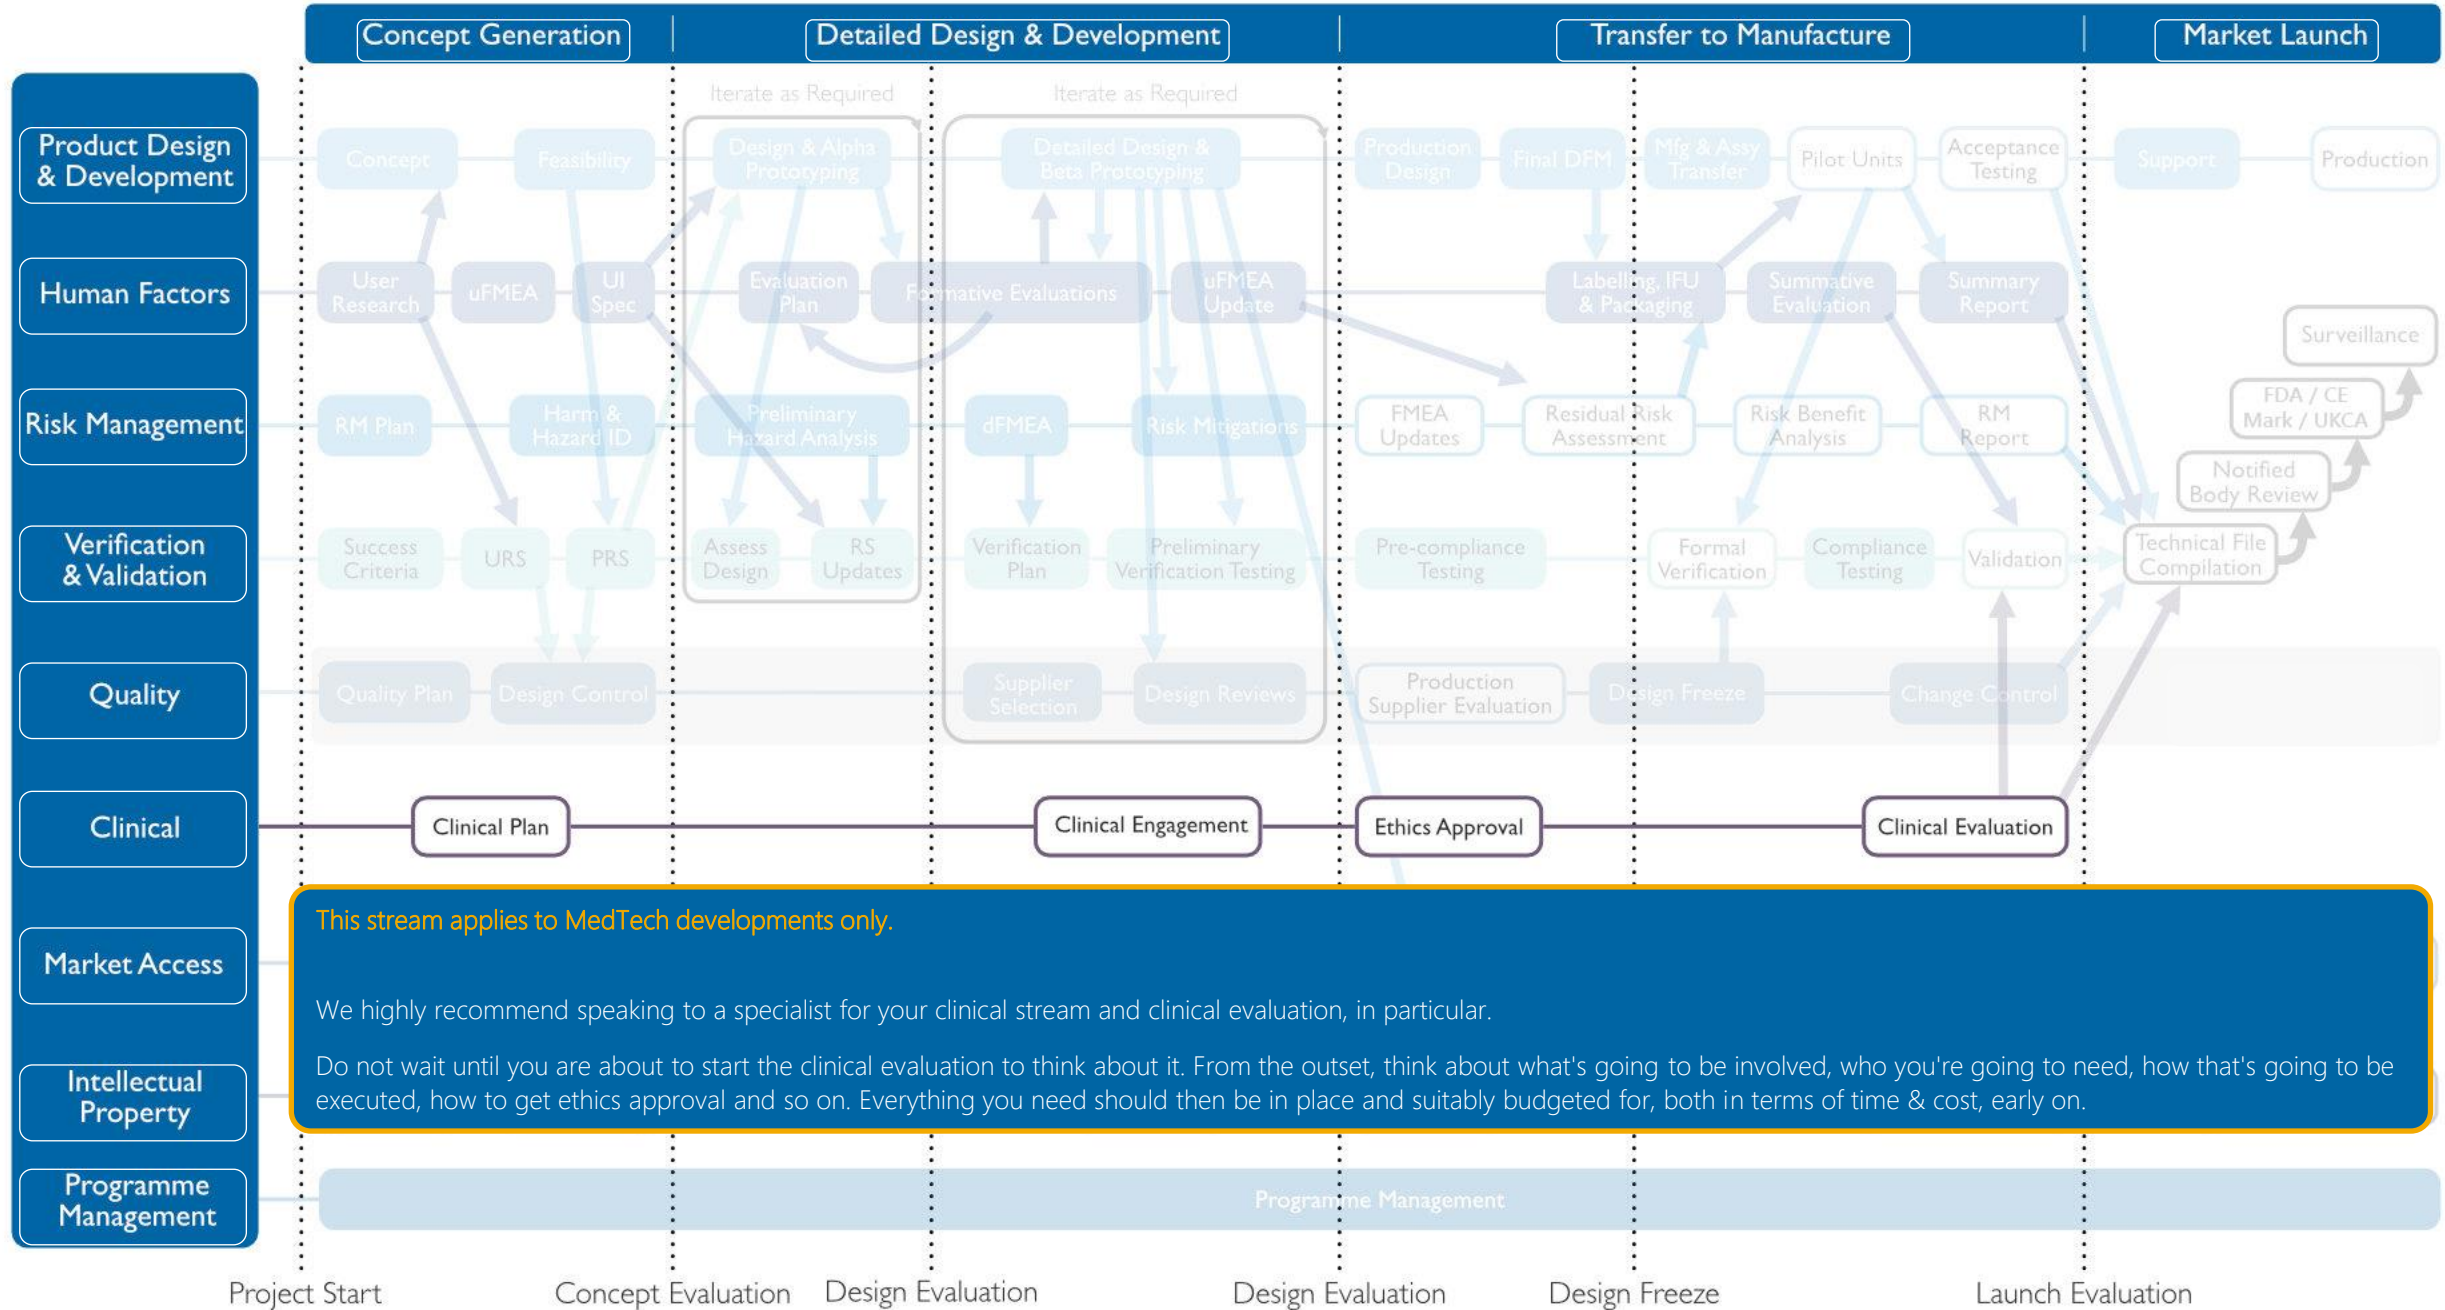 Concept Generation
Detailed Design & Development
Transfer to Manufacture
Market Launch
Iterate as Required
Iterate as Required
Product Design
& Development
Concept
Feasibility
Design & Alpha
Prototyping
Detailed Design &
Beta Prototyping
Production
Design
Final DFM
Mfg & Assy
Transfer
Pilot Units
Acceptance
Testing
Support
Production
Human Factors
User
Research
uFMEA
UI
Spec
Evaluation
Plan
Formative Evaluations
uFMEA
Update
Labelling, IFU
& Packaging
Summative
Evaluation
Summary
Report
Surveillance
FDA / CE
Mark / UKCA
Notified
Body Review
Risk Management
RM Plan
Harm &
Hazard ID
Preliminary
Hazard Analysis
dFMEA
Risk Mitigations
FMEA
Updates
Residual Risk
Assessment
Risk Benefit
Analysis
RM
Report
Verification
& Validation
Success
Criteria
URS
PRS
Assess
Design
RS
Updates
Verification
Plan
Preliminary
Verification Testing
Pre-compliance
Testing
Formal
Verification
Compliance
Testing
Validation
Technical File
Compilation
Quality
Quality Plan
Design Control
Supplier
Selection
Design Reviews
Production
Supplier Evaluation
Design Freeze
Change Control
Clinical
Clinical Plan
Clinical Engagement
Ethics Approval
Clinical Evaluation
Market Access
Intellectual
Property
This stream applies to MedTech developments only.
We highly recommend speaking to a specialist for your clinical stream and clinical evaluation, in particular.
Do not wait until you are about to start the clinical evaluation to think about it. From the outset, think about what's going to be involved, who you're going to need, how that's going to be
executed, how to get ethics approval and so on. Everything you need should then be in place and suitably budgeted for, both in terms of time & cost, early on.
Programme
Management
Programme Management
Project Start
Concept Evaluation
Design Evaluation
Design Evaluation
Design Freeze
Launch Evaluation